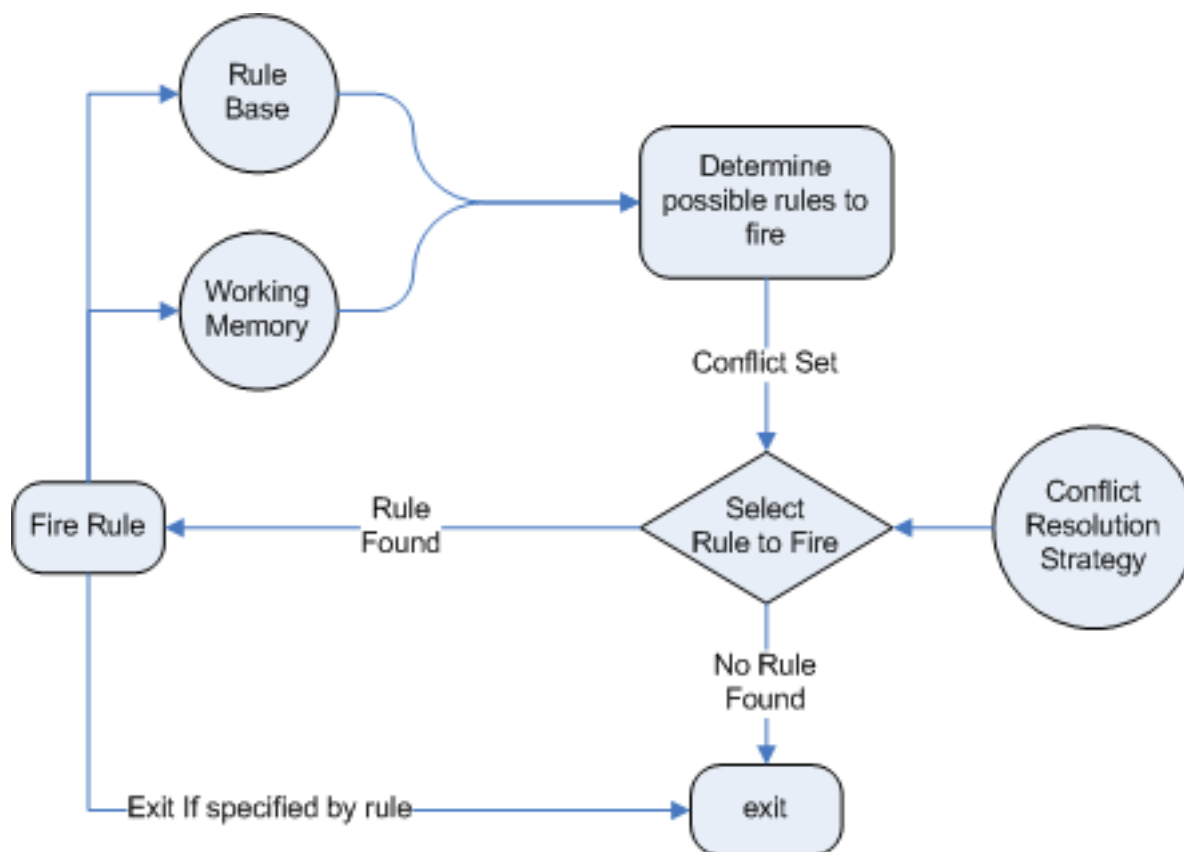 Rule
Base
Determine
possible rules to
fire
Working
Memory
Conflict Set
Fire Rule
Rule
Found
Select
Rule to Fire
Conflict
Resolution
Strategy
No Rule
Found
Exit If specified by rule
exit